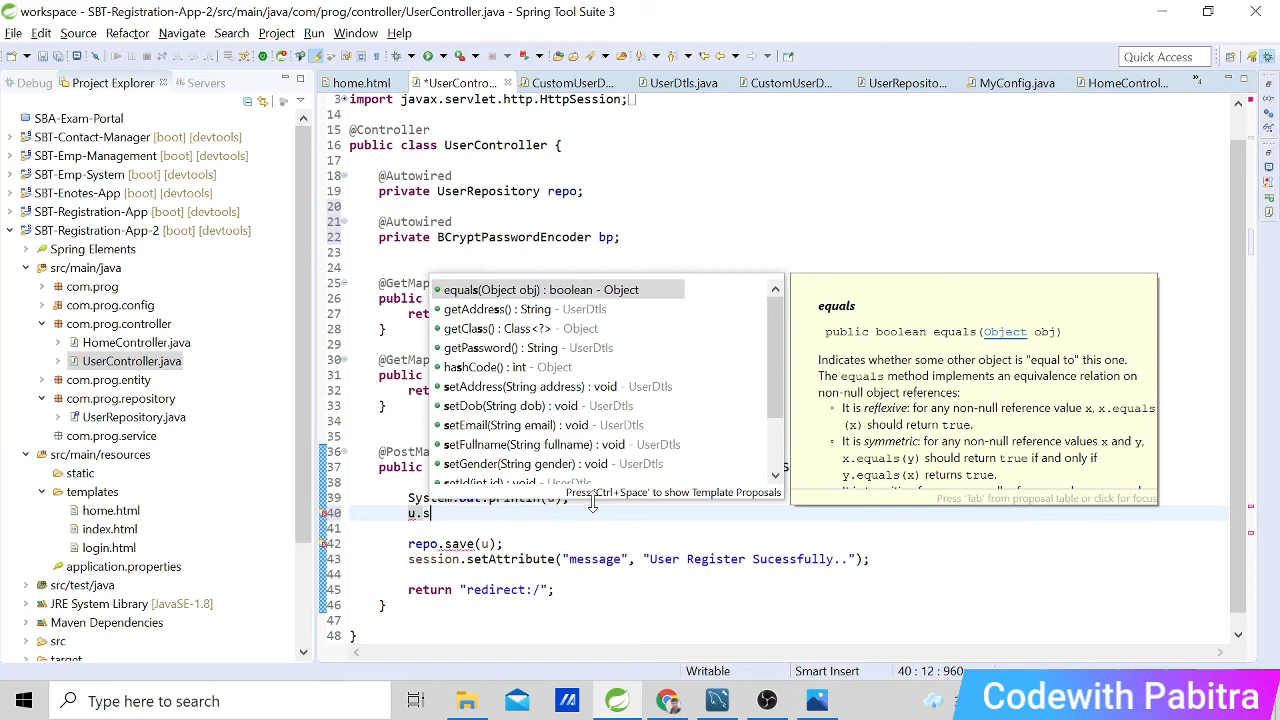 workspace - SBT-Registration-App-2/src/main/java/com/prog/controller/UserController.java - Spring Tool Suite 3
File Edit Source Refactor Navigate Search Project Run Window Help
Quick Access
Debug Project Explorer Servers
home.html *UserContro... CustomUserD... UserDtls.java CustomUserD... UserReposito... MyConfig.java HomeControl...
SBA-Exam-Portal
SBT-Contact-Manager [boot] [devtools]
SBT-Emp-Management [boot] [devtools]
SBT-Emp-System [boot] [devtools]
SBT-Enotes-App [boot] [devtools]
SBT-Registration-App [boot] [devtools]
SBT-Registration-App-2 [boot] [devtools]
Spring Elements
src/main/java
com.prog
com.prog.config
com.prog.controller
HomeController.java
UserController.java
com.prog.entity
com.prog.repository
UserRepository.java
com.prog.service
src/main/resources
static
templates
home.html
index.html
login.html
application.properties
src/test/java
JRE System Library [JavaSE-1.8]
Maven Dependencies
src
target
3 import javax.servlet.http.HttpSession;
14
15 @Controller
16 public class UserController {
17
18 @Autowired
19 private UserRepository repo;
20
21 @Autowired
22 private BCryptPasswordEncoder bp;
23
24
25 @GetMap
26 public
27 ret
28 }
29
30 @GetMap
31 public
32 ret
33 }
34
35
36 @PostMa
37 public
38
39 System.out.println(u);
40 u.s
41
42 repo.save(u);
43 session.setAttribute("message", "User Register Sucessfully..");
44
45 return "redirect:/";
46 }
47
48 }
equals(Object obj) : boolean - Object
getAddress() : String - UserDtls
getClass() : Class<?> - Object
getPassword() : String - UserDtls
hashCode() : int - Object
setAddress(String address) : void - UserDtls
setDob(String dob) : void - UserDtls
setEmail(String email) : void - UserDtls
setFullname(String fullname) : void - UserDtls
setGender(String gender) : void - UserDtls
setId(int id) : void - UserDtls
Press 'Ctrl+Space' to show Template Proposals
equals
public boolean equals(Object obj)
Indicates whether some other object is "equal to" this one.
The equals method implements an equivalence relation on
non-null object references:
It is reflexive: for any non-null reference value x, x.equals
(x) should return true.
It is symmetric: for any non-null reference values x and y,
x.equals(y) should return true if and only if
y.equals(x) returns true.
Press 'Tab' from proposal table or click for focus
Writable Smart Insert 40 : 12 : 960
Type here to search
Codewith Pabitra